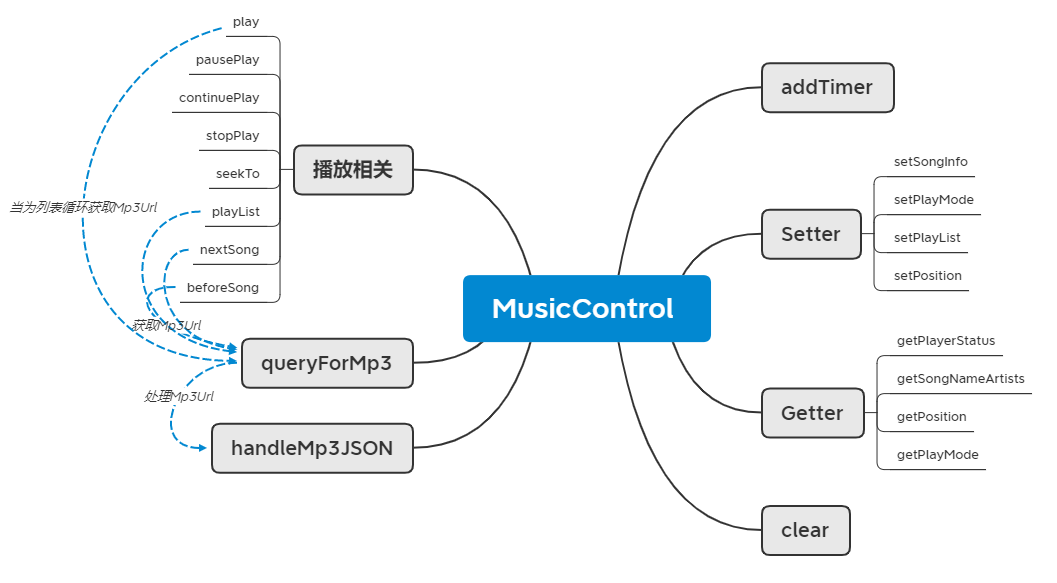 play
pausePlay
continuePlay
stopPlay
seekTo
playList
nextSong
beforeSong
播放相关
当为列表循环获取Mp3Url
获取Mp3Url
queryForMp3
处理Mp3Url
handleMp3JSON
MusicControl
addTimer
Setter
setSongInfo
setPlayMode
setPlayList
setPosition
Getter
getPlayerStatus
getSongNameArtists
getPosition
getPlayMode
clear